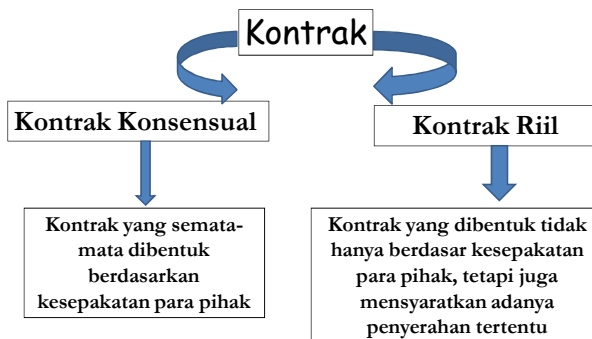 Kontrak
Kontrak Konsensual
Kontrak Riil
Kontrak yang semata-
mata dibentuk
berdasarkan
kesepakatan para pihak
Kontrak yang dibentuk tidak
hanya berdasar kesepakatan
para pihak, tetapi juga
mensyaratkan adanya
penyerahan tertentu